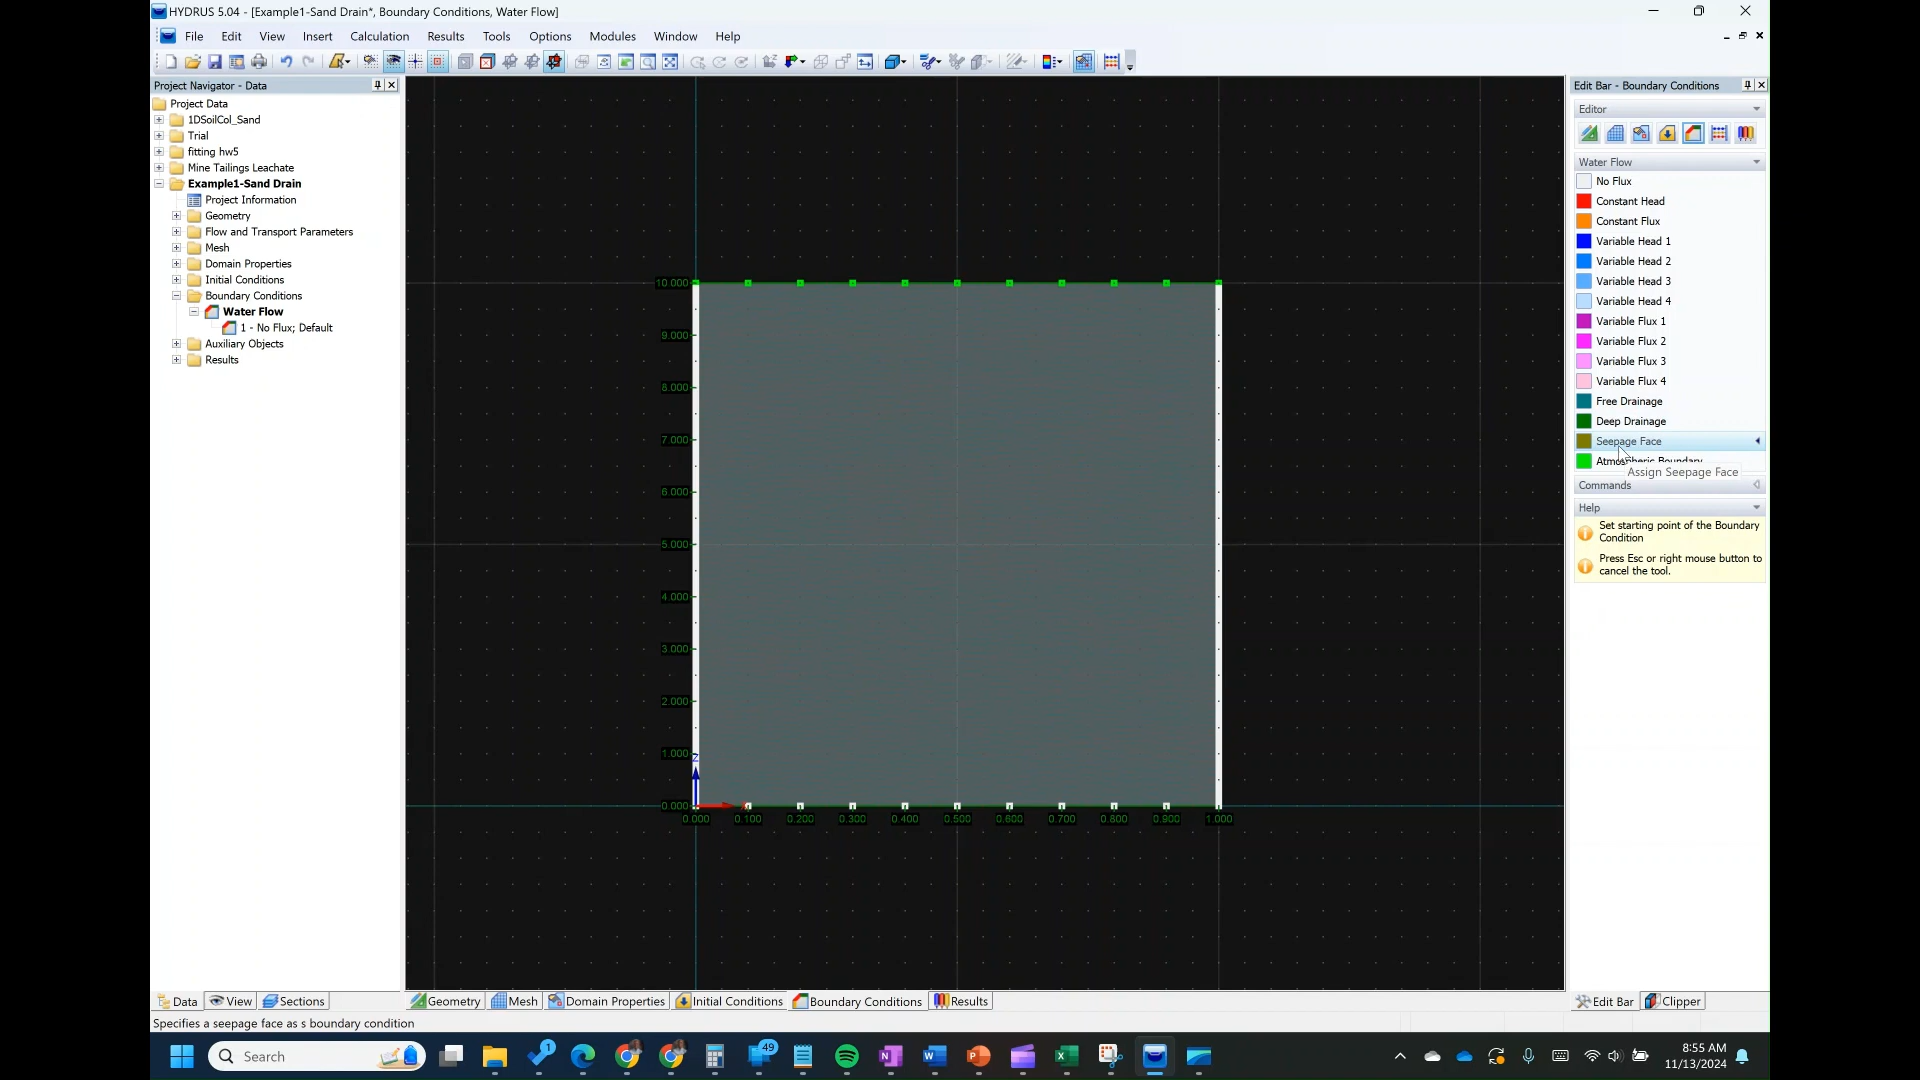 HYDRUS 5.04 - [Example1-Sand Drain*, Boundary Conditions, Water Flow]
File Edit View Insert Calculation Results Tools Options Modules Window Help
Project Navigator - Data
Project Data
1DSoilCol_Sand
Trial
fitting hw5
Mine Tailings Leachate
Example1-Sand Drain
Project Information
Geometry
Flow and Transport Parameters
Mesh
Domain Properties
Initial Conditions
Boundary Conditions
Water Flow
1 - No Flux; Default
Auxiliary Objects
Results
10.000
9.000
8.000
7.000
6.000
5.000
4.000
3.000
2.000
1.000
Z
0.000
0.000 0.100 0.200 0.300 0.400 0.500 0.600 0.700 0.800 0.900 1.000
Edit Bar - Boundary Conditions
Editor
Water Flow
No Flux
Constant Head
Constant Flux
Variable Head 1
Variable Head 2
Variable Head 3
Variable Head 4
Variable Flux 1
Variable Flux 2
Variable Flux 3
Variable Flux 4
Free Drainage
Deep Drainage
Seepage Face
Atmospheric Boundary
Assign Seepage Face
Commands
Help
Set starting point of the Boundary
Condition
Press Esc or right mouse button to
cancel the tool.
Data View Sections
Geometry Mesh Domain Properties Initial Conditions Boundary Conditions Results
Edit Bar Clipper
Specifies a seepage face as s boundary condition
Search
1
49
8:55 AM
11/13/2024